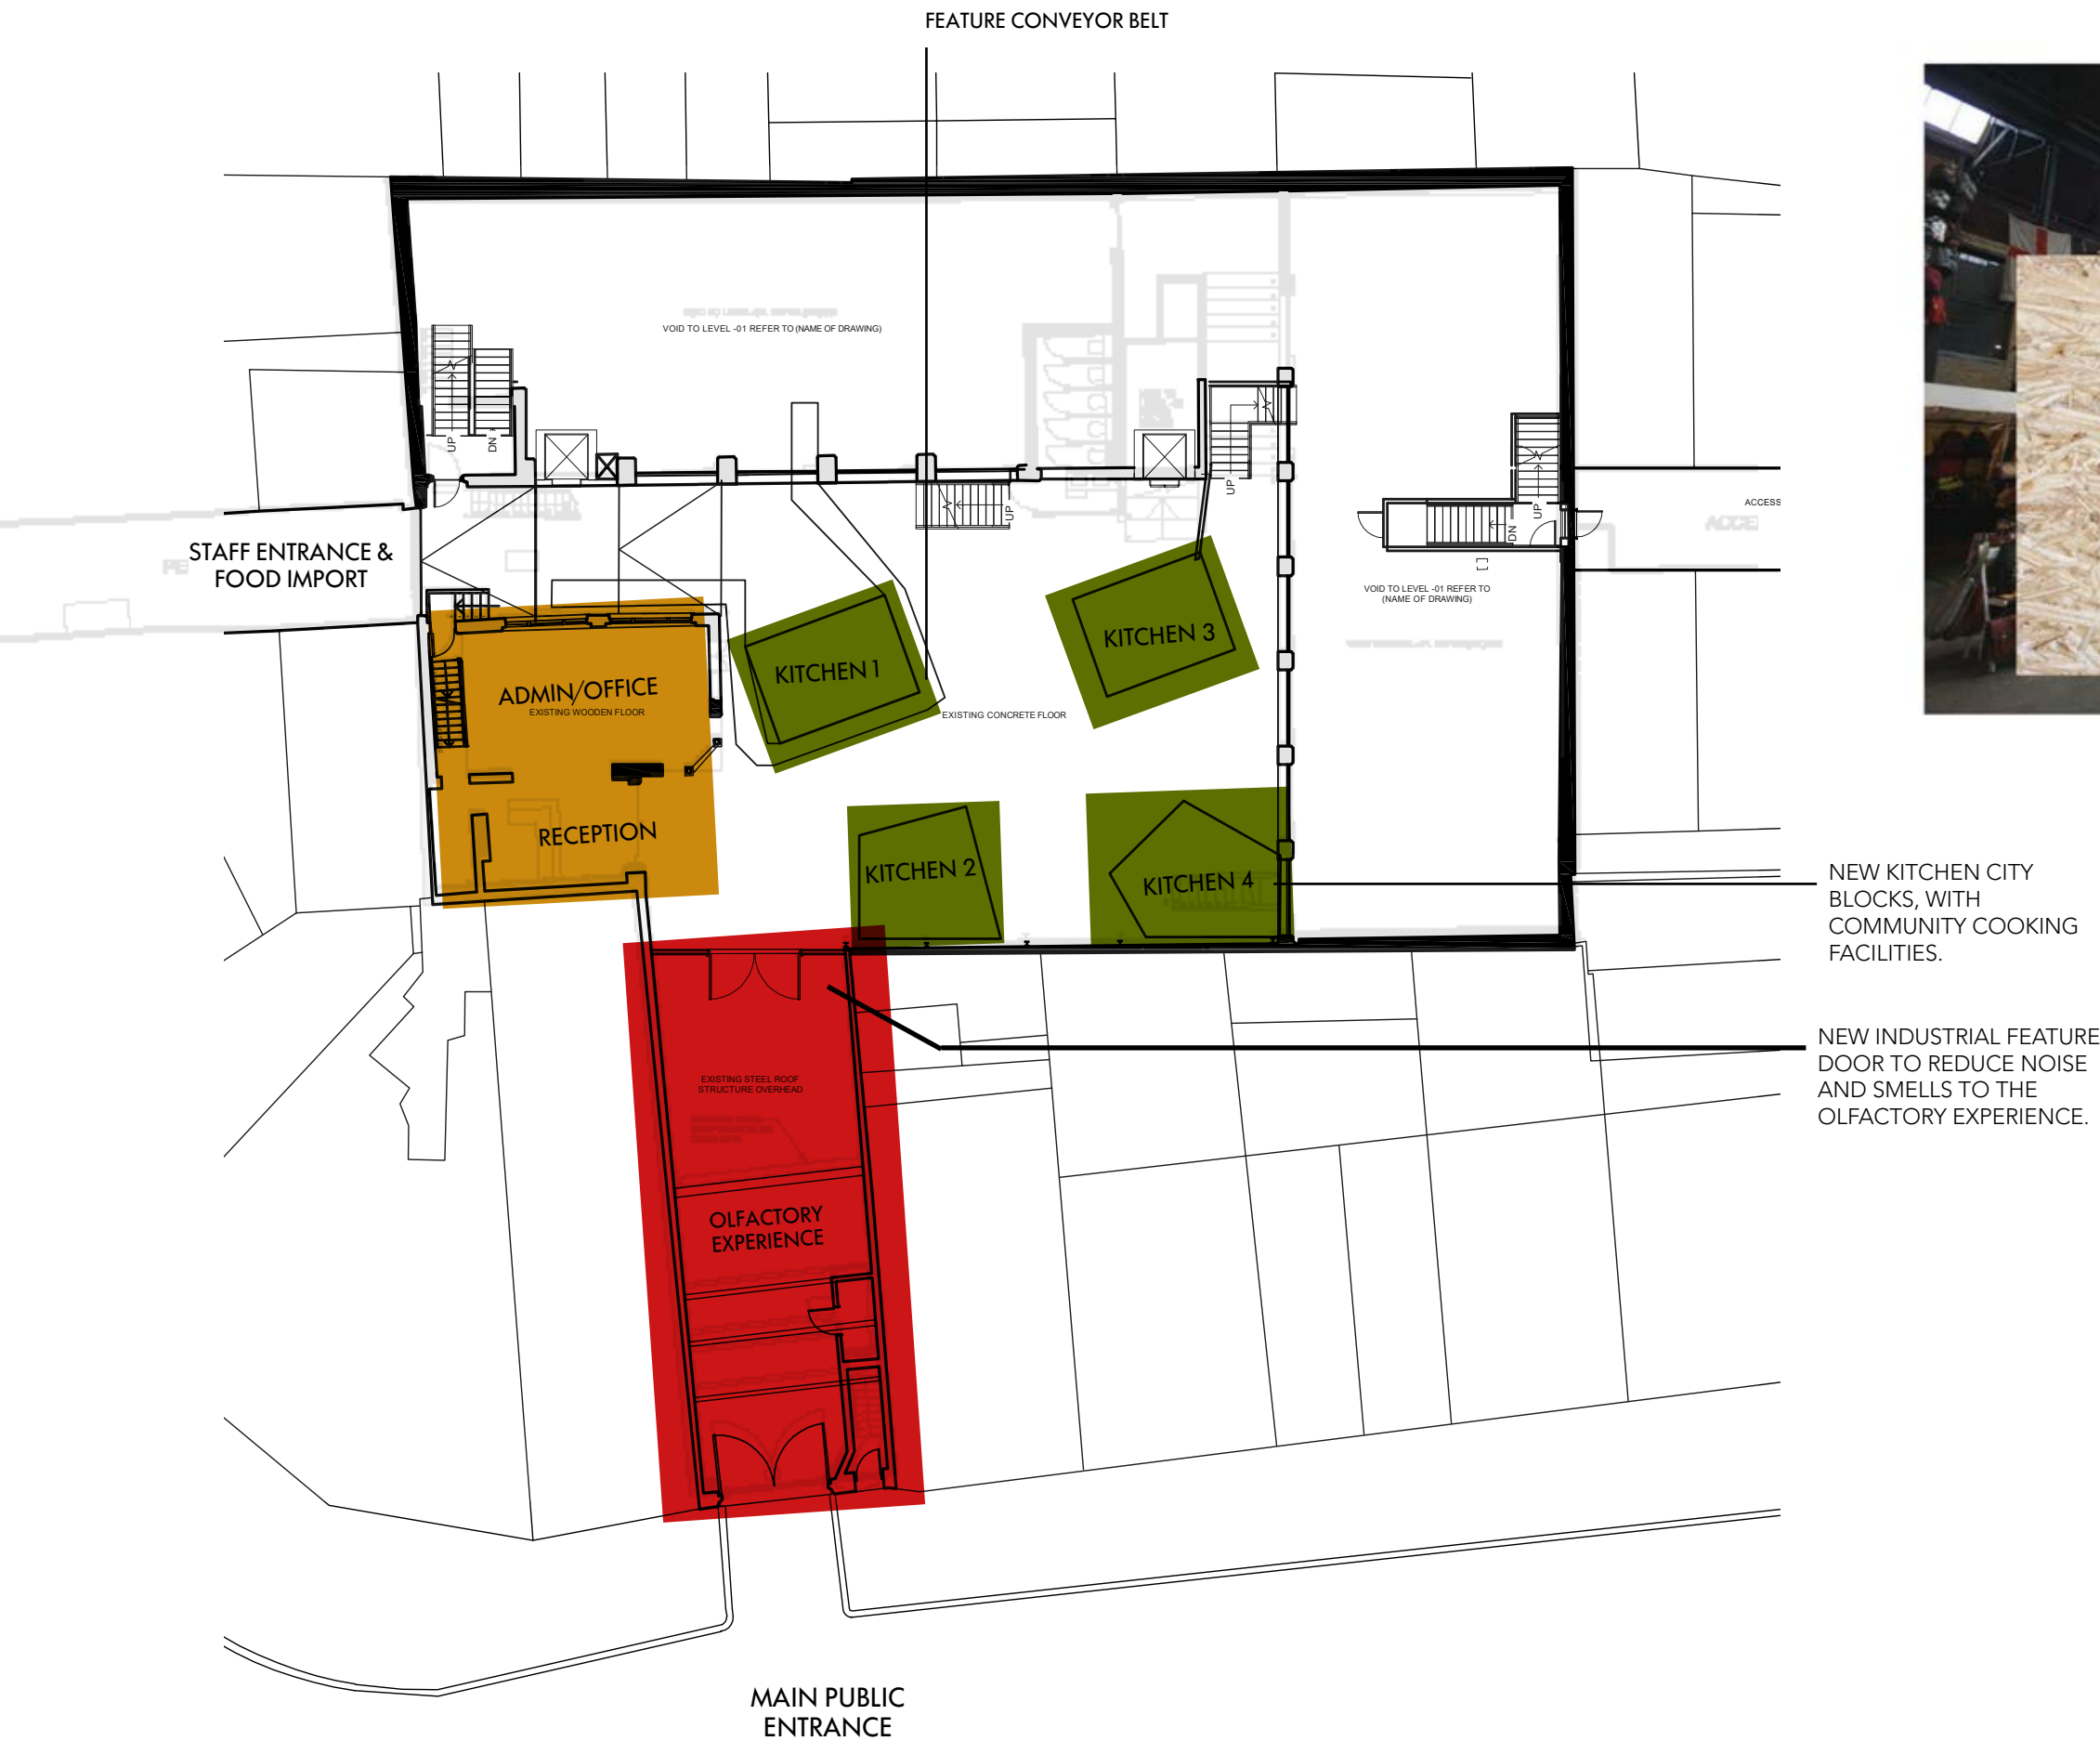 FEATURE CONVEYOR BELT
VOID TO LEVEL -01 REFER TO (NAME OF DRAWING)
UP
DN
UP
UP
UP
DN
ACCESS
STAFF ENTRANCE &
FOOD IMPORT
VOID TO LEVEL -01 REFER TO
(NAME OF DRAWING)
KITCHEN 3
KITCHEN 1
ADMIN/OFFICE
EXISTING WOODEN FLOOR
EXISTING CONCRETE FLOOR
RECEPTION
KITCHEN 2
KITCHEN 4
NEW KITCHEN CITY
BLOCKS, WITH
COMMUNITY COOKING
FACILITIES.
NEW INDUSTRIAL FEATURE
DOOR TO REDUCE NOISE
AND SMELLS TO THE
OLFACTORY EXPERIENCE.
EXISTING STEEL ROOF
STRUCTURE OVERHEAD
OLFACTORY
EXPERIENCE
MAIN PUBLIC
ENTRANCE